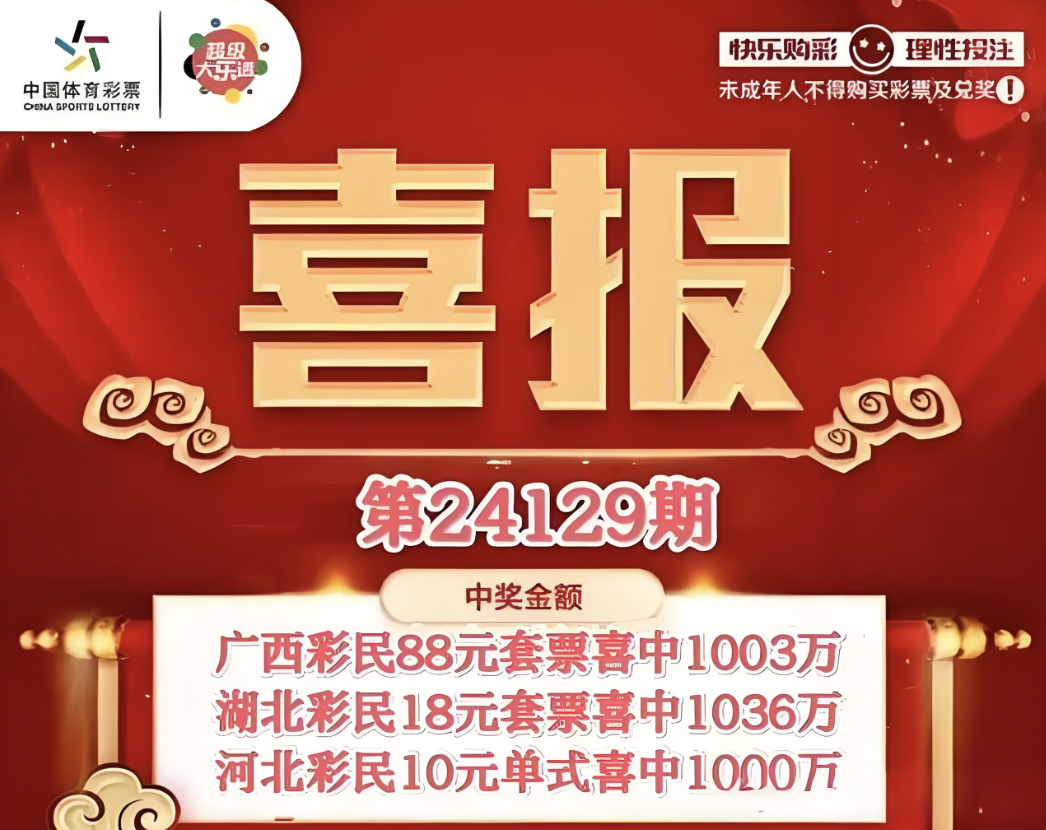 中国体育彩票
CHINA SPORTS LOTTERY
超级
大乐透
快乐购彩 理性投注
未成年人不得购买彩票及兑奖!
喜报
第24129期
中奖金额
广西彩民88元套票喜中1003万
湖北彩民18元套票喜中1036万
河北彩民10元单式喜中1000万